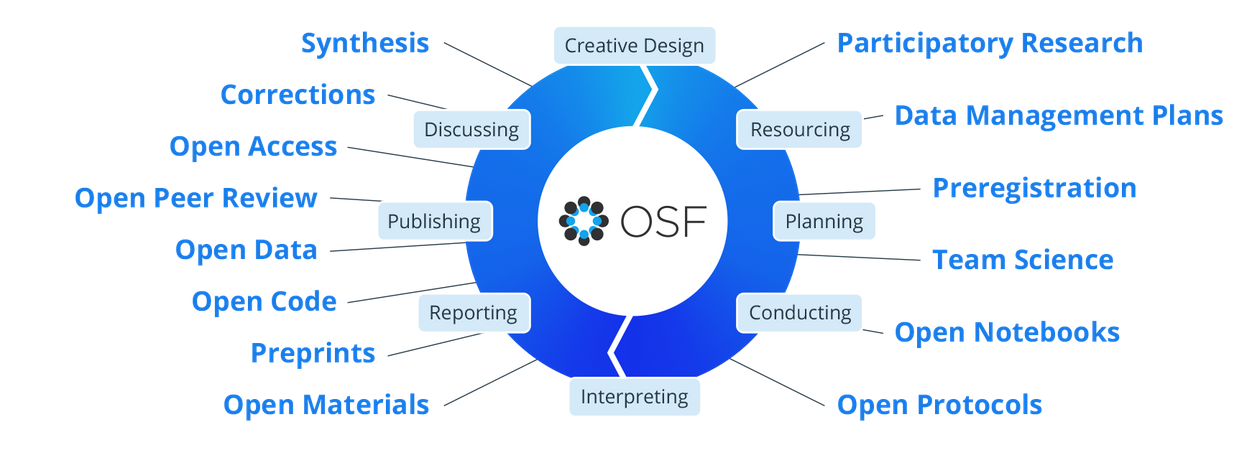 Creative Design
Synthesis
Participatory Research
Corrections
Data Management Plans
Discussing
Resourcing
Open Access
Preregistration
Open Peer Review
Publishing
OSF
Planning
Open Data
Team Science
Open Code
Reporting
Conducting
Open Notebooks
Preprints
Interpreting
Open Materials
Open Protocols